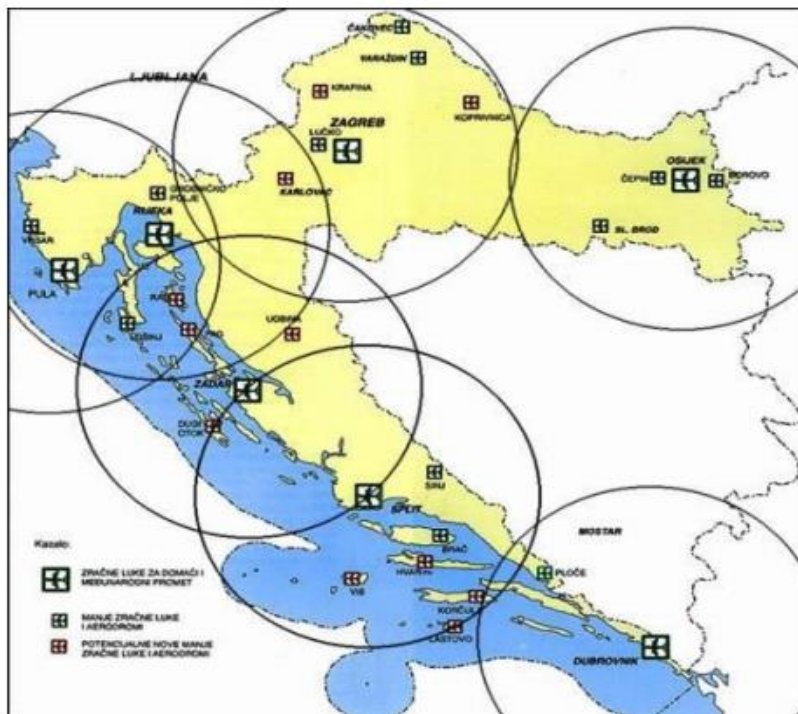 ČAKOVEC
VARAŽDIN
LJUBLJANA
KRAPINA
KOPRIVNICA
ZAGREB
LUČKO
OSIJEK
ČEPIN
BOROVO
KARLOVAC
GROBNIČKO
POLJE
RIJEKA
VRSAR
SL. BROD
PULA
RAB
LOŠINJ
PAG
UDBINA
ZADAR
DUGI
OTOK
SINJ
SPLIT
MOSTAR
Kazalo:
BRAČ
HVAR
ZRAČNE LUKE ZA DOMAĆI I
MEĐUNARODNI PROMET
VIS
PLOČE
MANJE ZRAČNE LUKE
I AERODROMI
KORČULA
LASTOVO
POTENCIJALNE NOVE MANJE
ZRAČNE LUKE I AERODROMI
DUBROVNIK